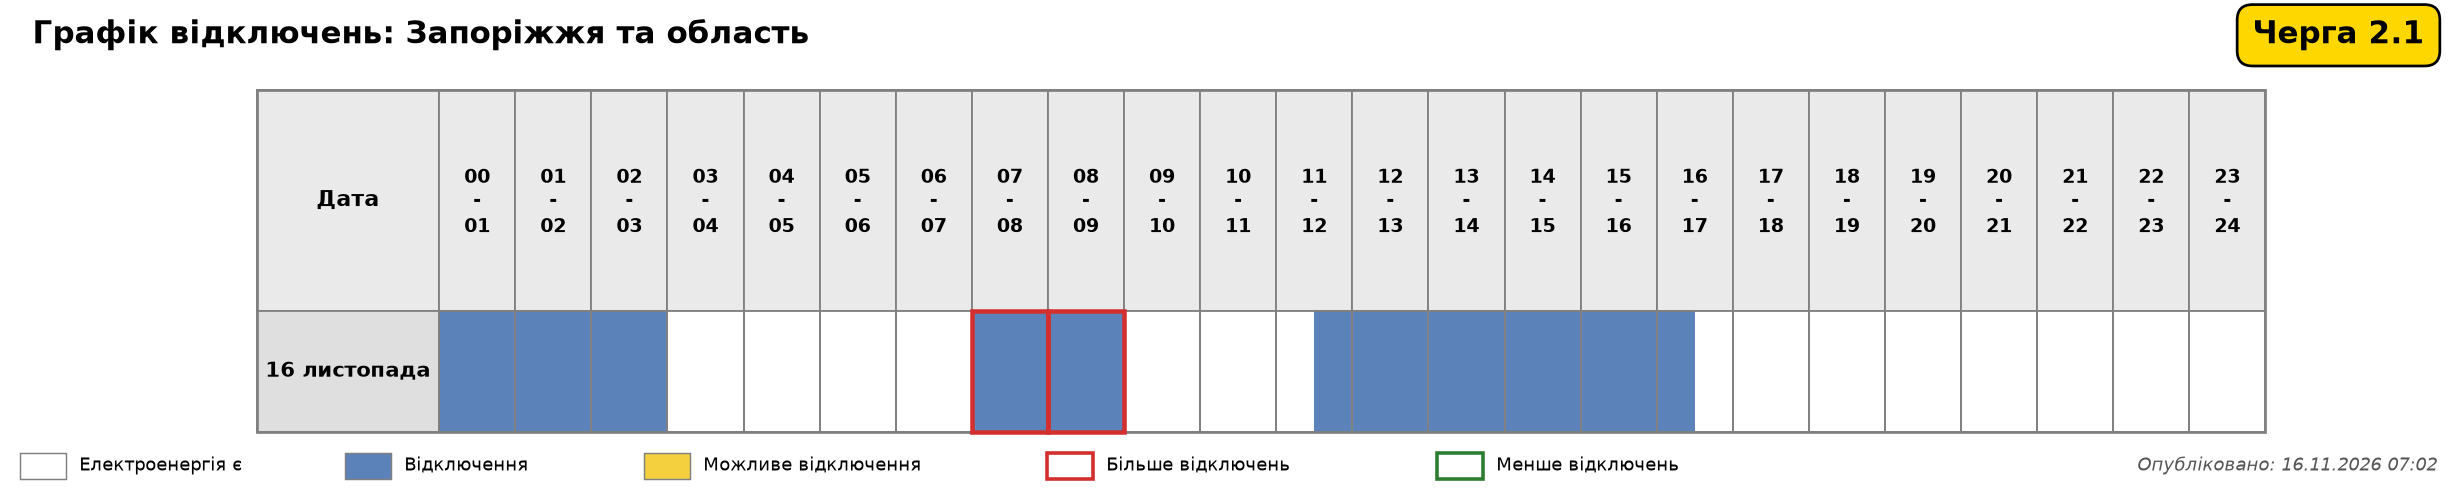 Графік відключень: Запоріжжя та область
Черга 2.1
Дата
00 - 01
01 - 02
02 - 03
03 - 04
04 - 05
05 - 06
06 - 07
07 - 08
08 - 09
09 - 10
10 - 11
11 - 12
12 - 13
13 - 14
14 - 15
15 - 16
16 - 17
17 - 18
18 - 19
19 - 20
20 - 21
21 - 22
22 - 23
23 - 24
16 листопада
Електроенергія є
Відключення
Можливе відключення
Більше відключень
Менше відключень
Опубліковано: 16.11.2026 07:02